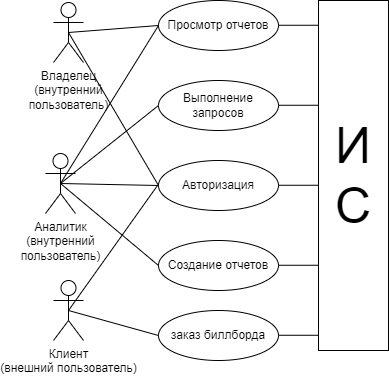 Просмотр отчетов
Владелец
(внутренний
пользователь)
Выполнение
запросов
И
С
Авторизация
Аналитик
(внутренний
пользователь)
Создание отчетов
заказ биллборда
Клиент
(внешний пользователь)